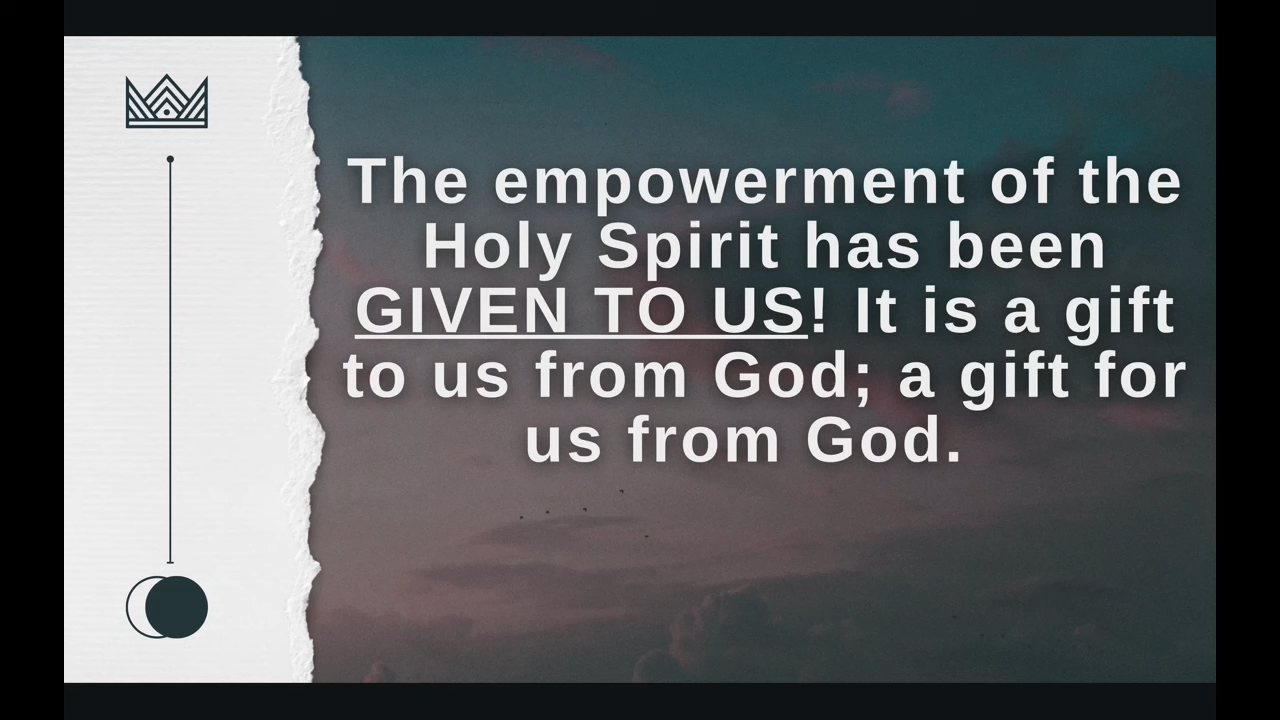 The empowerment of the
Holy Spirit has been
GIVEN TO US! It is a gift
to us from God; a gift for
us from God.